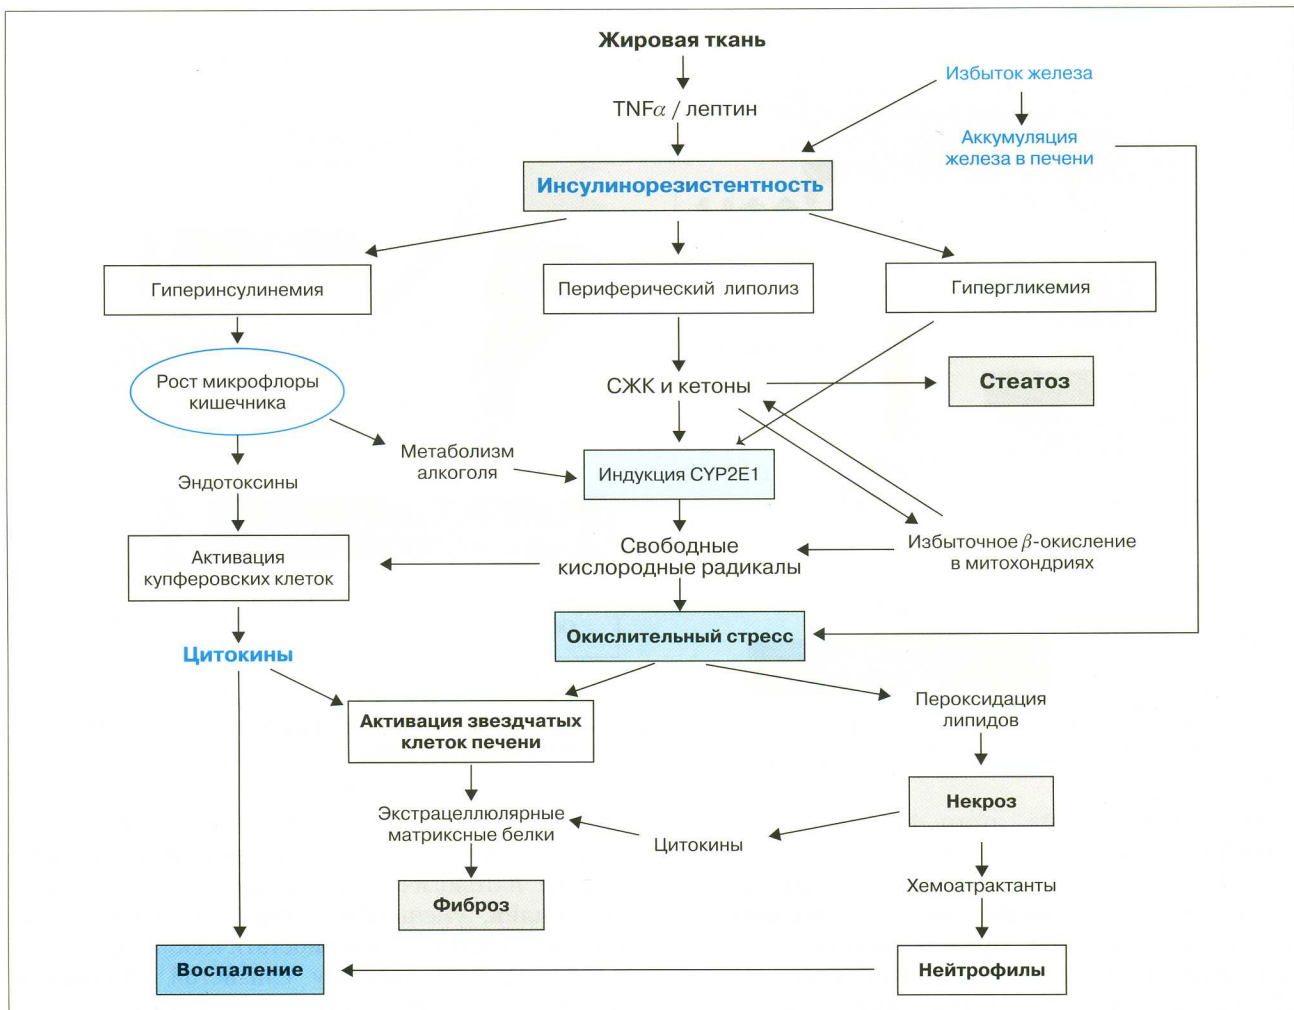 Жировая ткань
Избыток железа
TNFα / лептин
Аккумуляция
железа в печени
Инсулинорезистентность
Гиперинсулинемия
Периферический липолиз
Гипергликемия
Рост микрофлоры
кишечника
СЖК и кетоны
Стеатоз
Метаболизм
алкоголя
Индукция CYP2E1
Эндотоксины
Активация
купферовских клеток
Свободные
кислородные радикалы
Избыточное β-окисление
в митохондриях
Окислительный стресс
Цитокины
Активация звездчатых
клеток печени
Пероксидация
липидов
Некроз
Экстрацеллюлярные
матриксные белки
Цитокины
Хемоатрактанты
Фиброз
Воспаление
Нейтрофилы